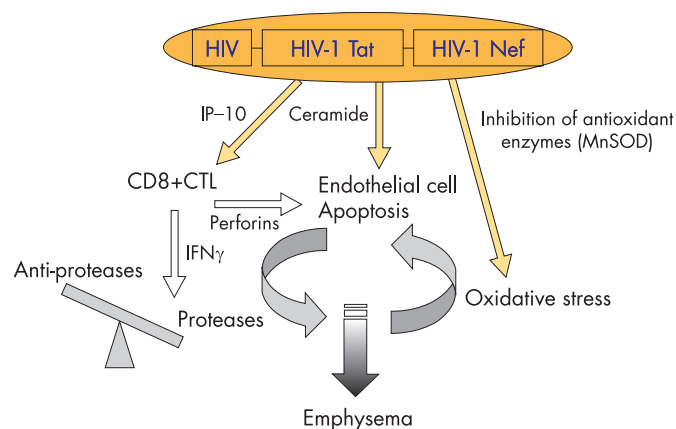 HIV HIV-1 Tat HIV-1 Nef
IP–10
Ceramide
Inhibition of antioxidant
enzymes (MnSOD)
CD8+CTL
Endothelial cell
Apoptosis
Perforins
IFNγ
Anti-proteases
Proteases
Oxidative stress
Emphysema